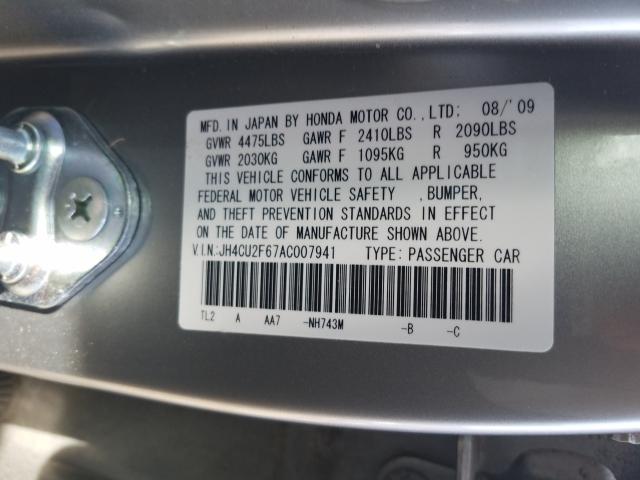 MFD. IN JAPAN BY HONDA MOTOR CO.,LTD: 08/'09
GVWR 4475LBS GAWR F 2410LBS R 2090LBS
GVWR 2030KG GAWR F 1095KG R 950KG
THIS VEHICLE CONFORMS TO ALL APPLICABLE
FEDERAL MOTOR VEHICLE SAFETY ,BUMPER,
AND THEFT PREVENTION STANDARDS IN EFFECT
ON THE DATE OF MANUFACTURE SHOWN ABOVE.
V.I.N:JH4CU2F67AC007941 TYPE: PASSENGER CAR
TL2 A AA7 -NH743M -B -C